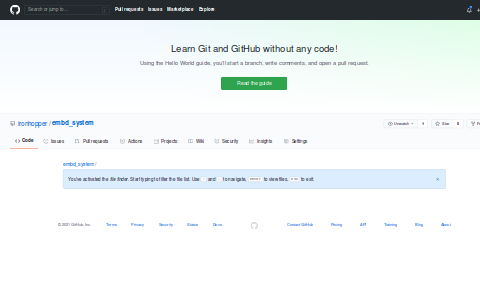 Search or jump to... /
Pull requests Issues Marketplace Explore
Learn Git and GitHub without any code!
Using the Hello World guide, you'll start a branch, write comments, and open a pull request.
Read the guide
ironhopper / embd_system
Unwatch 1 Star 0
Code Issues Pull requests Actions Projects Wiki Security Insights Settings
embd_system /
You've activated the file finder. Start typing to filter the file list. Use and to navigate, to view files, to exit.
© 2021 GitHub, Inc. Terms Privacy Security Status Docs Contact GitHub Pricing API Training Blog About